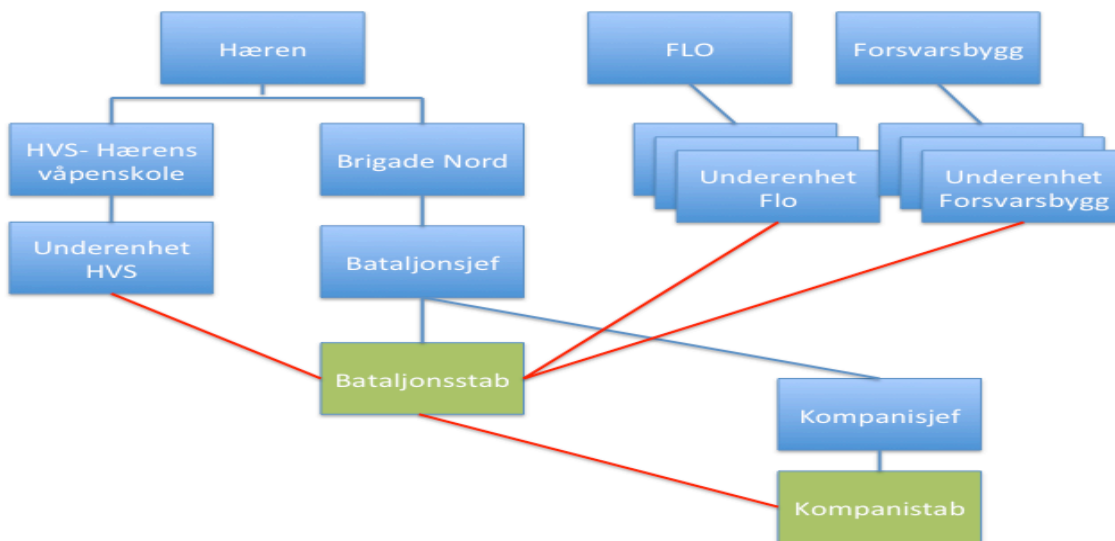 Hæren
FLO
Forsvarsbygg
HVS- Hærens
våpenskole
Brigade Nord
Underenhet
Flo
Underenhet
Forsvarsbygg
Underenhet
HVS
Bataljonsjef
Bataljonsstab
Kompanisjef
Kompanistab